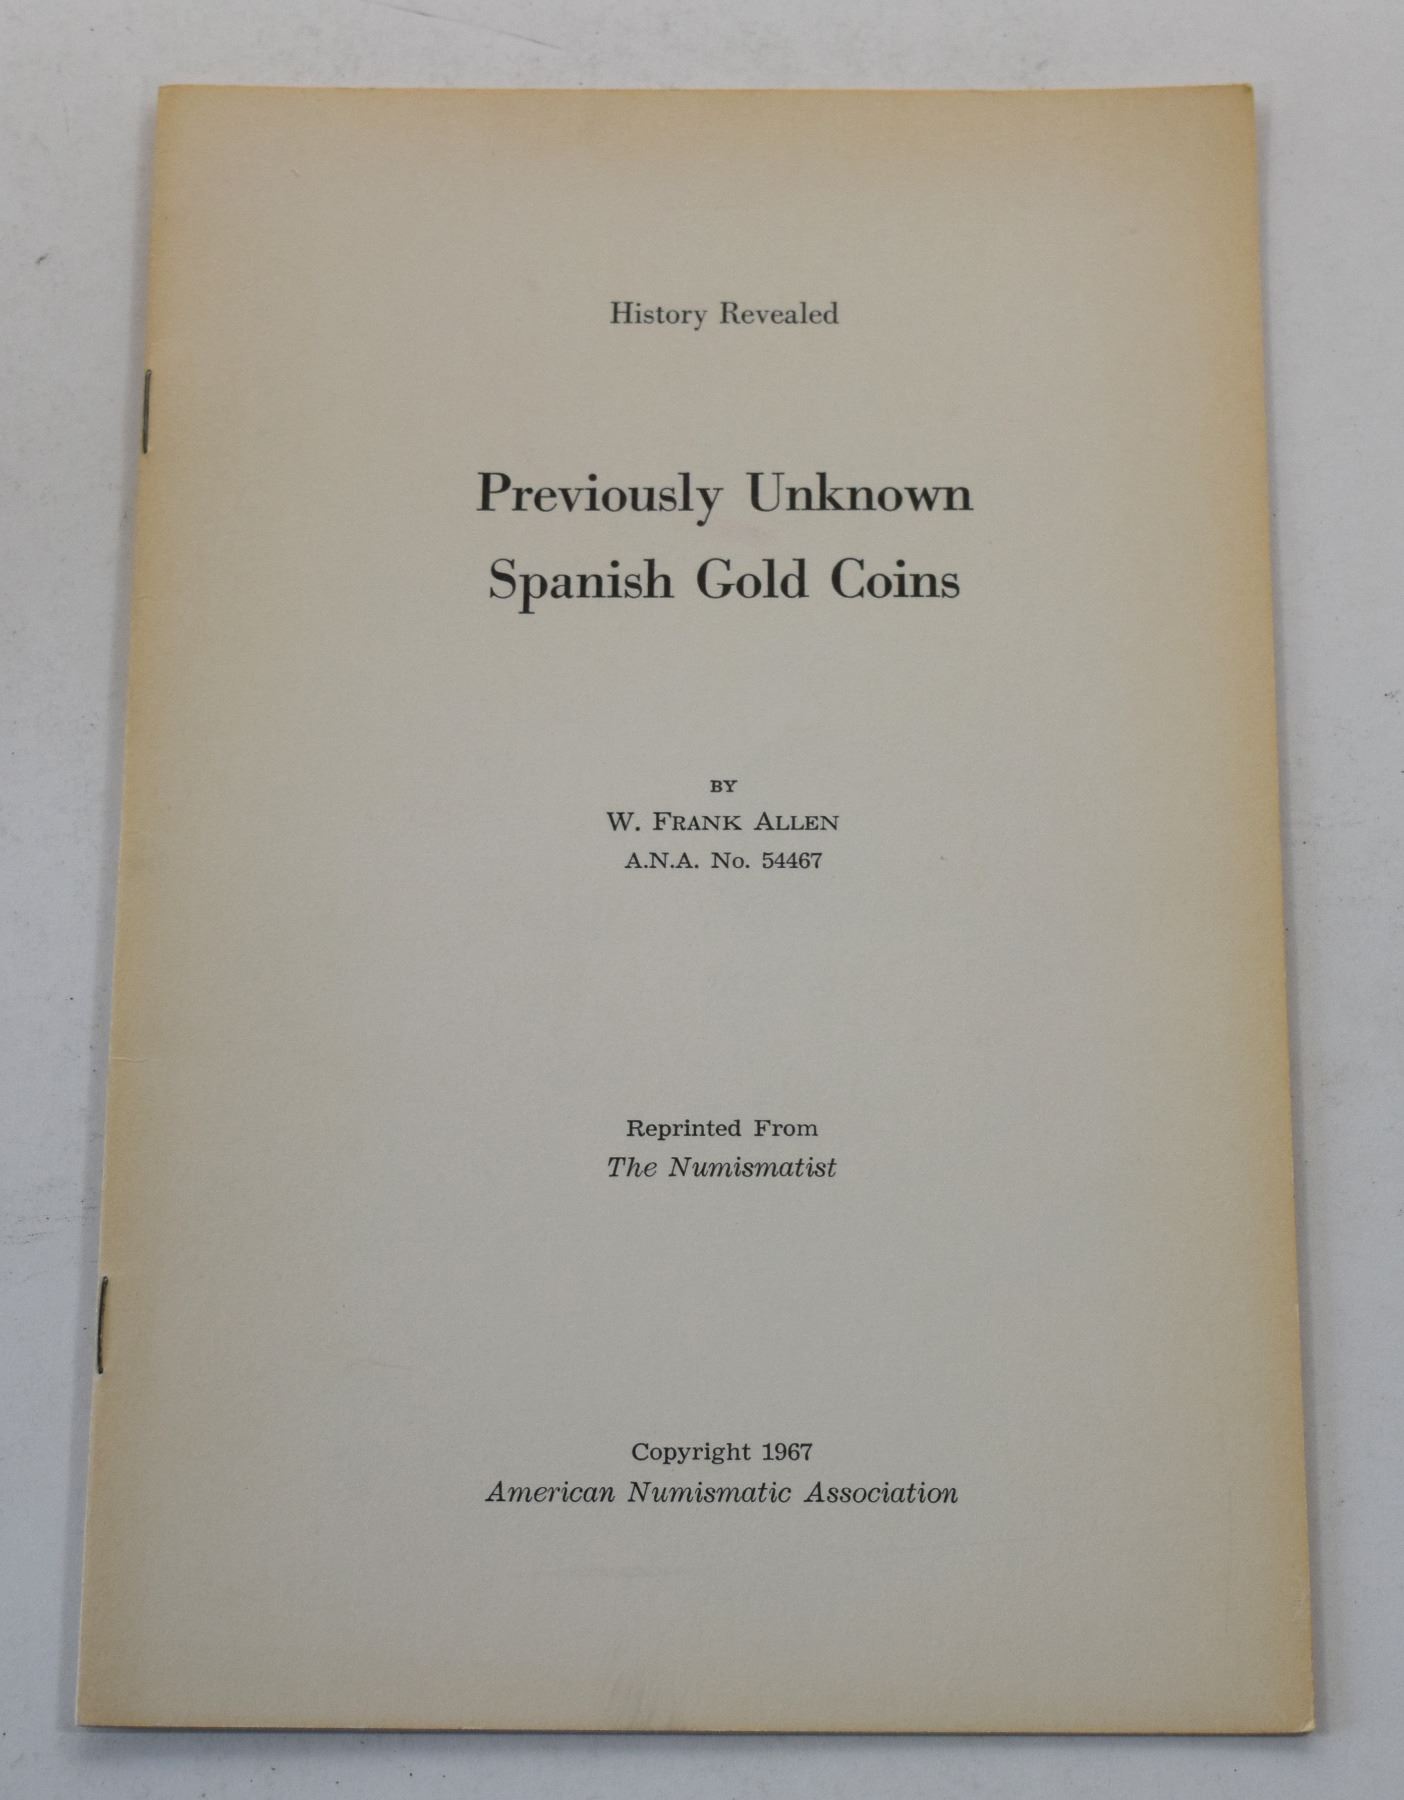 History Revealed
Previously Unknown
Spanish Gold Coins
BY
W. FRANK ALLEN
A.N.A. No. 54467
Reprinted From
The Numismatist
Copyright 1967
American Numismatic Association